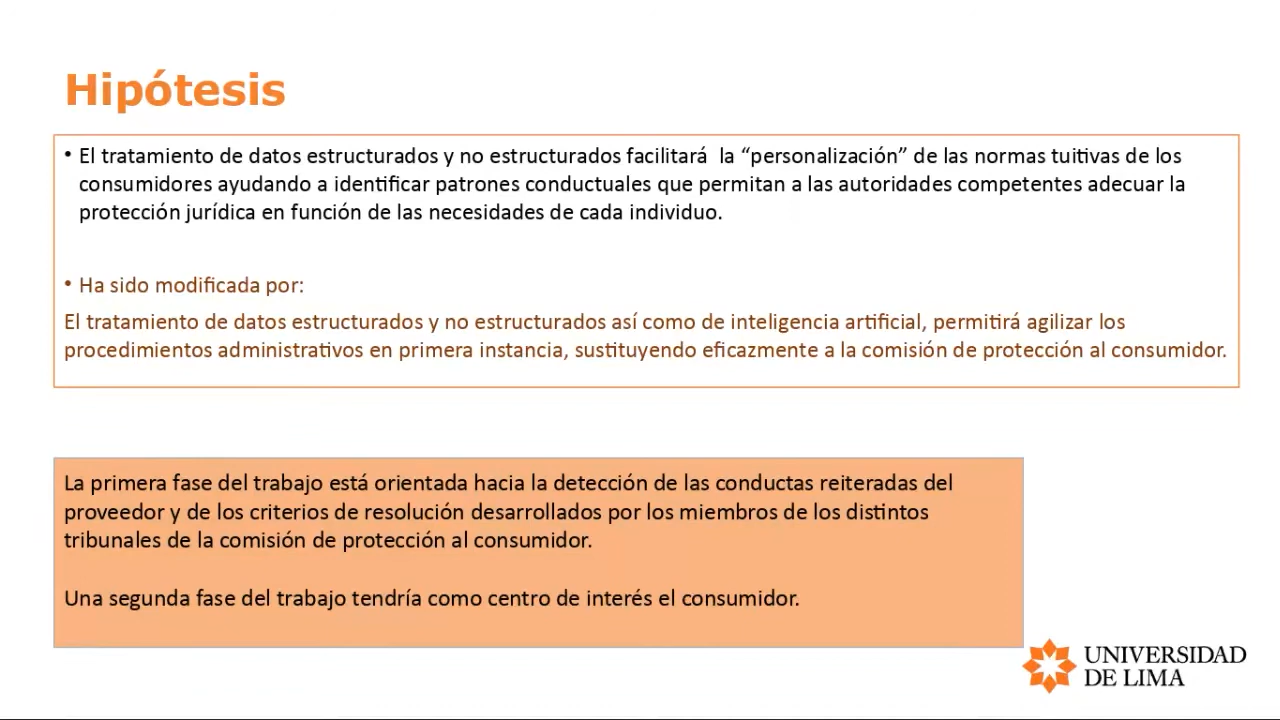 Hipótesis
• El tratamiento de datos estructurados y no estructurados facilitará  la “personalización” de las normas tuitivas de los
consumidores ayudando a identificar patrones conductuales que permitan a las autoridades competentes adecuar la
protección jurídica en función de las necesidades de cada individuo.
• Ha sido modificada por:
El tratamiento de datos estructurados y no estructurados así como de inteligencia artificial, permitirá agilizar los
procedimientos administrativos en primera instancia, sustituyendo eficazmente a la comisión de protección al consumidor.
La primera fase del trabajo está orientada hacia la detección de las conductas reiteradas del
proveedor y de los criterios de resolución desarrollados por los miembros de los distintos
tribunales de la comisión de protección al consumidor.
Una segunda fase del trabajo tendría como centro de interés el consumidor.
UNIVERSIDAD
DE LIMA